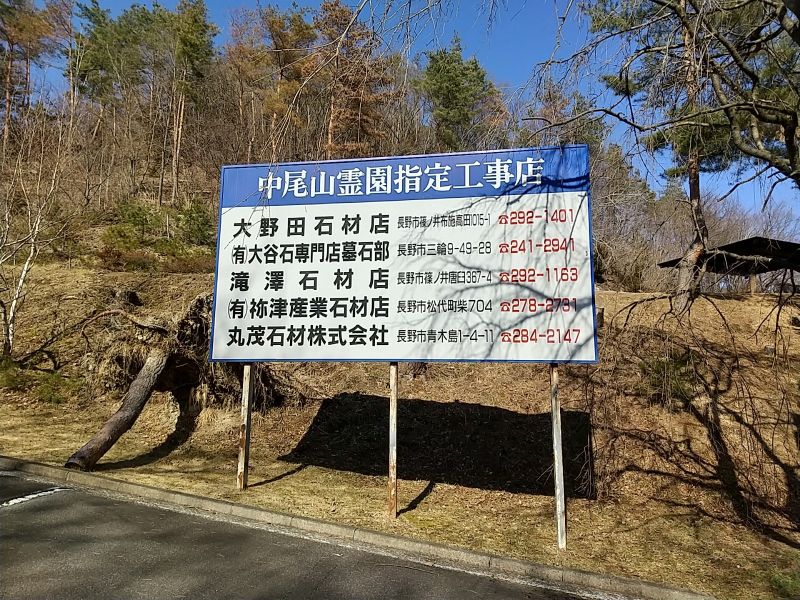 中尾山霊園指定工事店
大野田石材店 長野市篠ノ井布施高田1015-1 ☎292-1401
(有)大谷石専門店墓石部 長野市三輪9-49-28 ☎241-2941
滝澤石材店 長野市篠ノ井唐臼367-4 ☎292-1163
(有)祢津産業石材店 長野市松代町柴704 ☎278-2731
丸茂石材株式会社 長野市青木島1-4-11 ☎284-2147